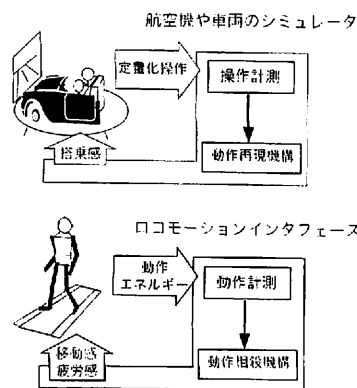 航空機や車両のシミュレータ
定量化操作
操作計測
搭乗感
動作再現機構
ロコモーションインタフェース
動作
エネルギー
動作計測
移動感
疲労感
動作相殺機構